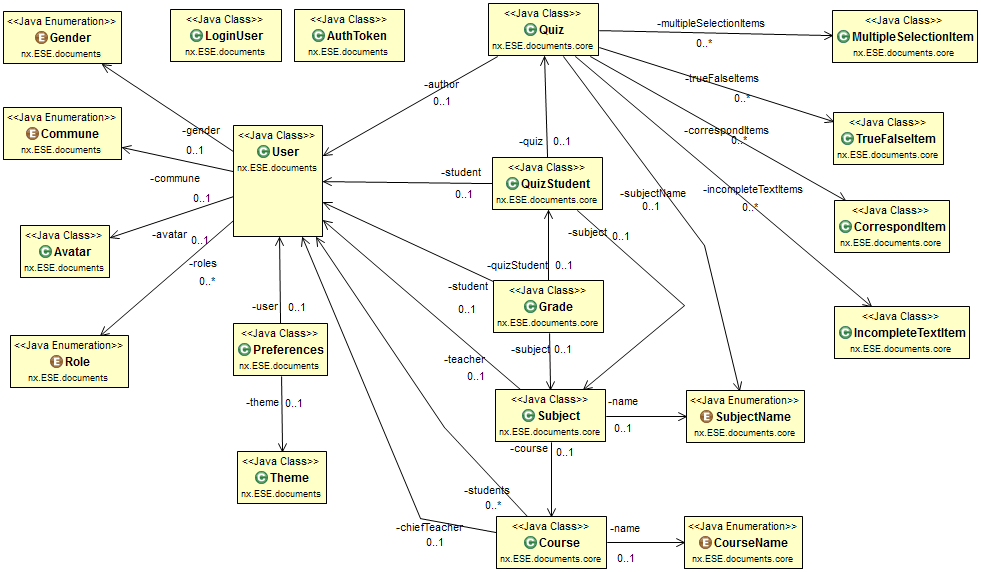 <<Java Enumeration>>
E Gender
nx.ESE.documents
<<Java Class>>
C LoginUser
nx.ESE.documents
<<Java Class>>
C AuthToken
nx.ESE.documents
<<Java Class>>
C Quiz
nx.ESE.documents.core
-multipleSelectionItems
0..*
<<Java Class>>
C MultipleSelectionItem
nx.ESE.documents.core
-trueFalseItems
0..*
-author
0..1
<<Java Enumeration>>
E Commune
nx.ESE.documents
-gender
0..1
<<Java Class>>
C User
nx.ESE.documents
-quiz
0..1
-correspondItems
0..*
<<Java Class>>
C TrueFalseItem
nx.ESE.documents.core
-commune
0..1
-student
0..1
<<Java Class>>
C QuizStudent
nx.ESE.documents.core
-subjectName
0..1
-incompleteTextItems
0..*
<<Java Class>>
C CorrespondItem
nx.ESE.documents.core
<<Java Class>>
C Avatar
nx.ESE.documents
-avatar
0..1
-subject
0..1
-roles
0..*
-quizStudent
0..1
-student
0..1
<<Java Class>>
C Grade
nx.ESE.documents.core
-user
0..1
<<Java Class>>
C IncompleteTextItem
nx.ESE.documents.core
<<Java Enumeration>>
E Role
nx.ESE.documents
<<Java Class>>
C Preferences
nx.ESE.documents
-subject
0..1
-teacher
0..1
-theme
0..1
<<Java Class>>
C Subject
nx.ESE.documents.core
-name
0..1
<<Java Enumeration>>
E SubjectName
nx.ESE.documents.core
-course
0..1
<<Java Class>>
C Theme
nx.ESE.documents
-students
0..*
-chiefTeacher
0..1
<<Java Class>>
C Course
nx.ESE.documents.core
-name
0..1
<<Java Enumeration>>
E CourseName
nx.ESE.documents.core